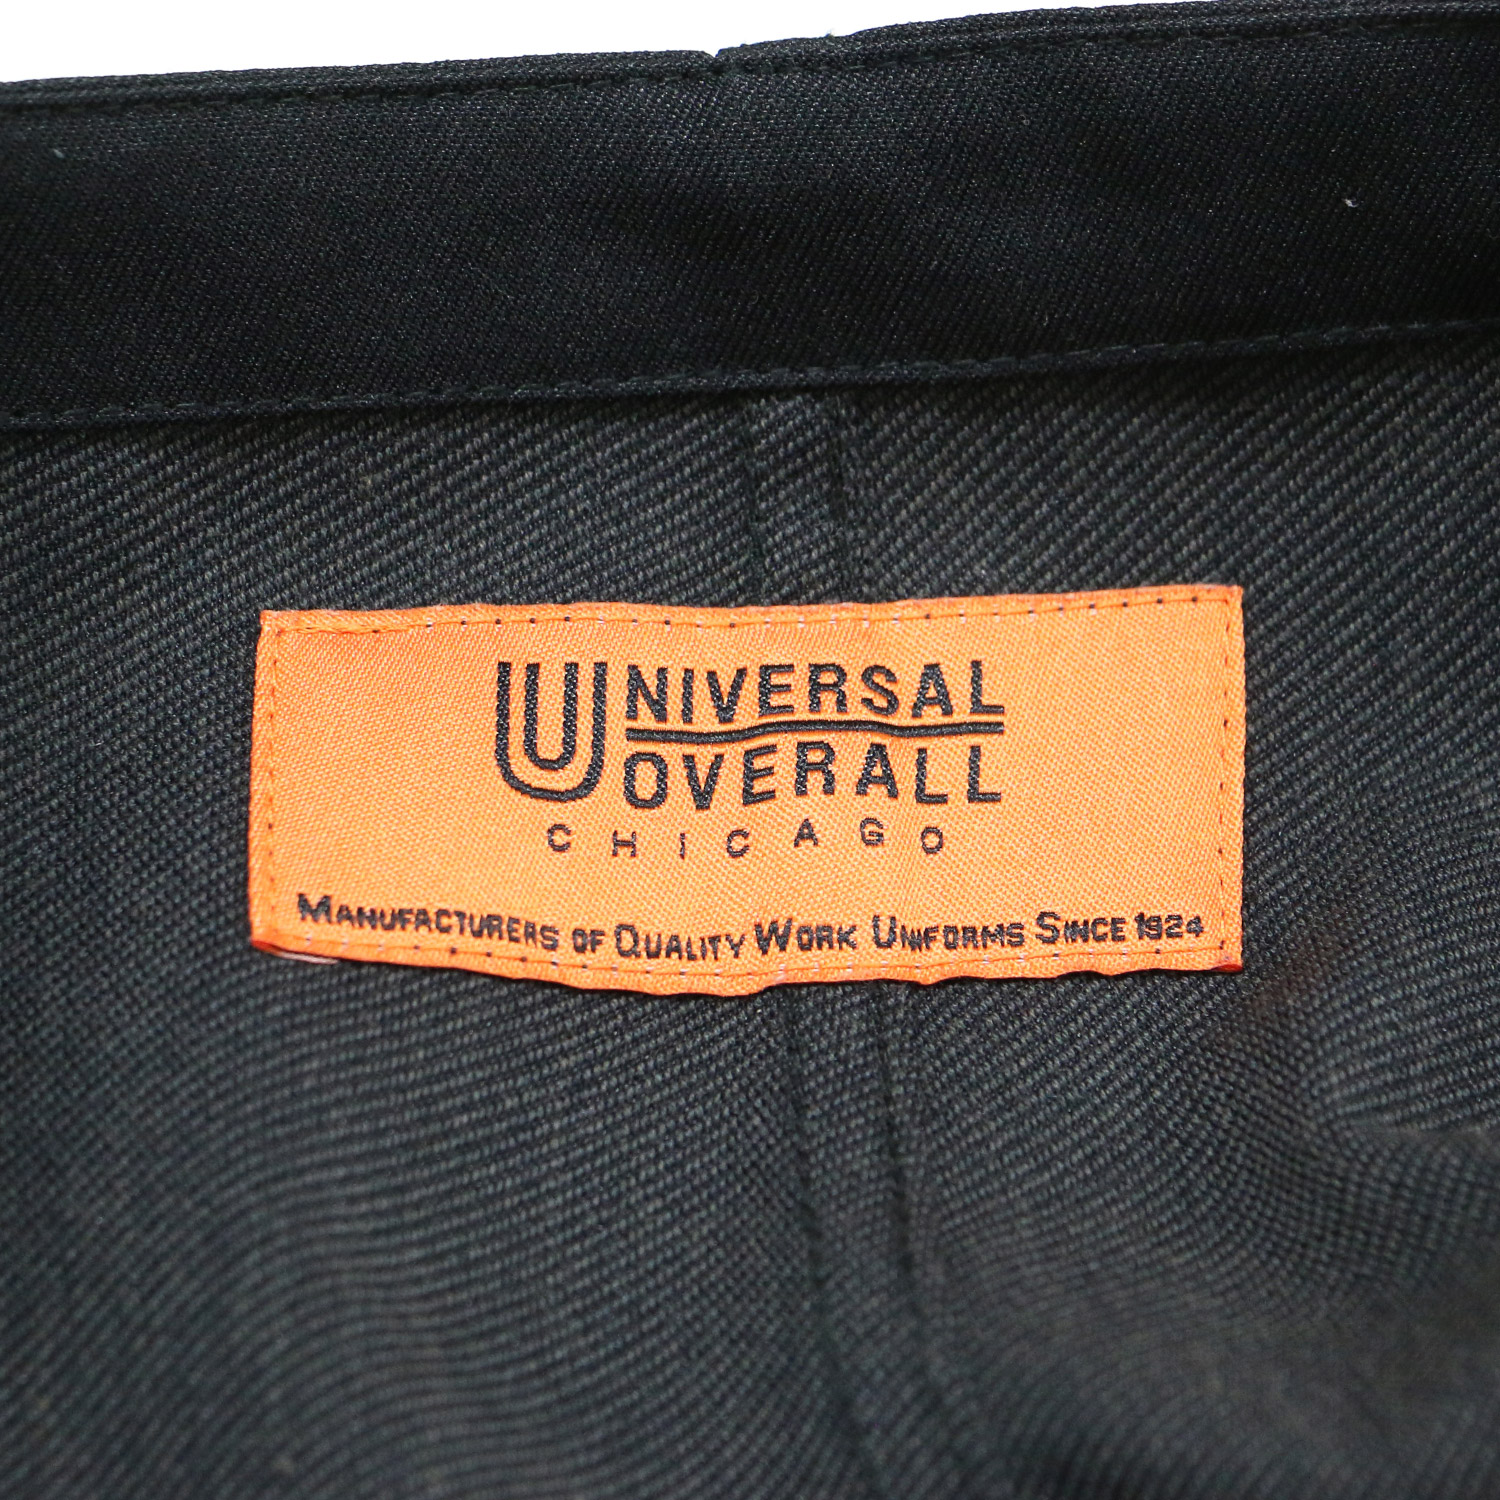 UNIVERSAL
OVERALL
CHICAGO
MANUFACTURERS OF QUALITY WORK UNIFORMS SINCE 1924